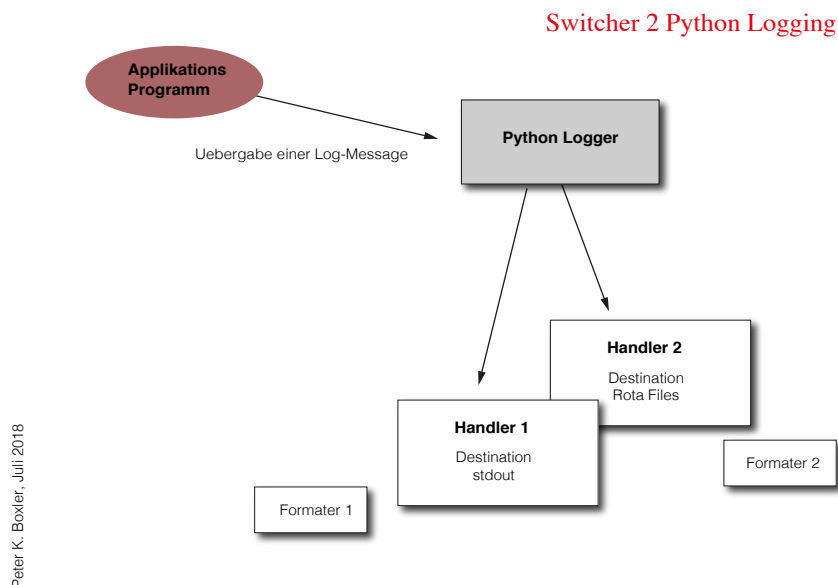 Switcher 2 Python Logging
Applikations
Programm
Python Logger
Uebergabe einer Log-Message
Handler 2
Destination
Rota Files
Handler 1
Destination
stdout
Formater 2
Formater 1
Peter K. Boxler, Juli 2018